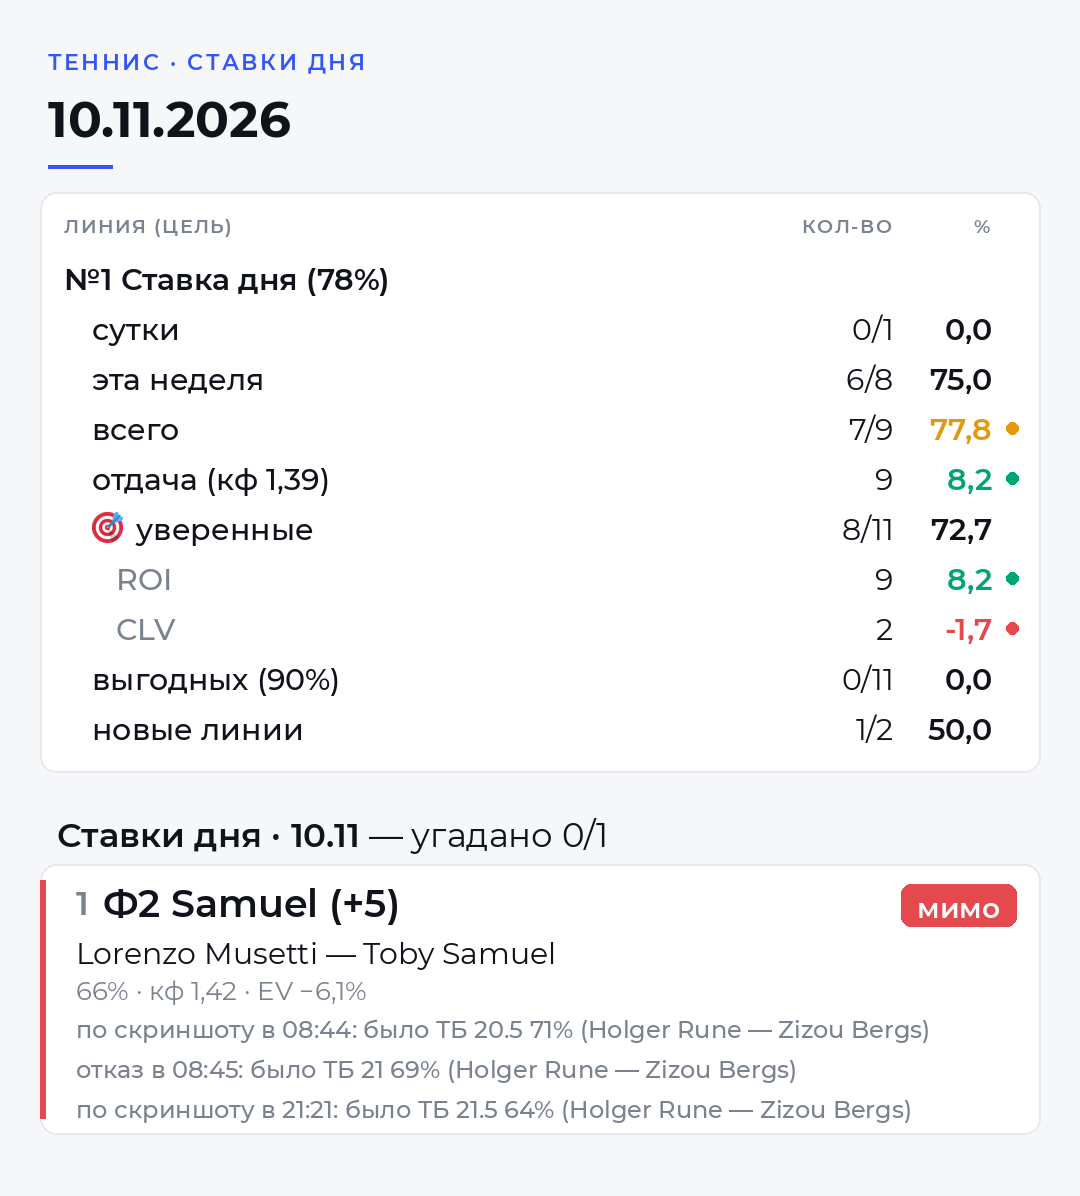 ТЕННИС · СТАВКИ ДНЯ
10.11.2026
ЛИНИЯ (ЦЕЛЬ) КОЛ-ВО %
№1 Ставка дня (78%)
сутки 0/1 0,0
эта неделя 6/8 75,0
всего 7/9 77,8
отдача (кф 1,39) 9 8,2
уверенные 8/11 72,7
ROI 9 8,2
CLV 2 -1,7
выгодных (90%) 0/11 0,0
новые линии 1/2 50,0
Ставки дня · 10.11 — угадано 0/1
1 Ф2 Samuel (+5) мимо
Lorenzo Musetti — Toby Samuel
66% · кф 1,42 · EV −6,1%
по скриншоту в 08:44: было ТБ 20.5 71% (Holger Rune — Zizou Bergs)
отказ в 08:45: было ТБ 21 69% (Holger Rune — Zizou Bergs)
по скриншоту в 21:21: было ТБ 21.5 64% (Holger Rune — Zizou Bergs)